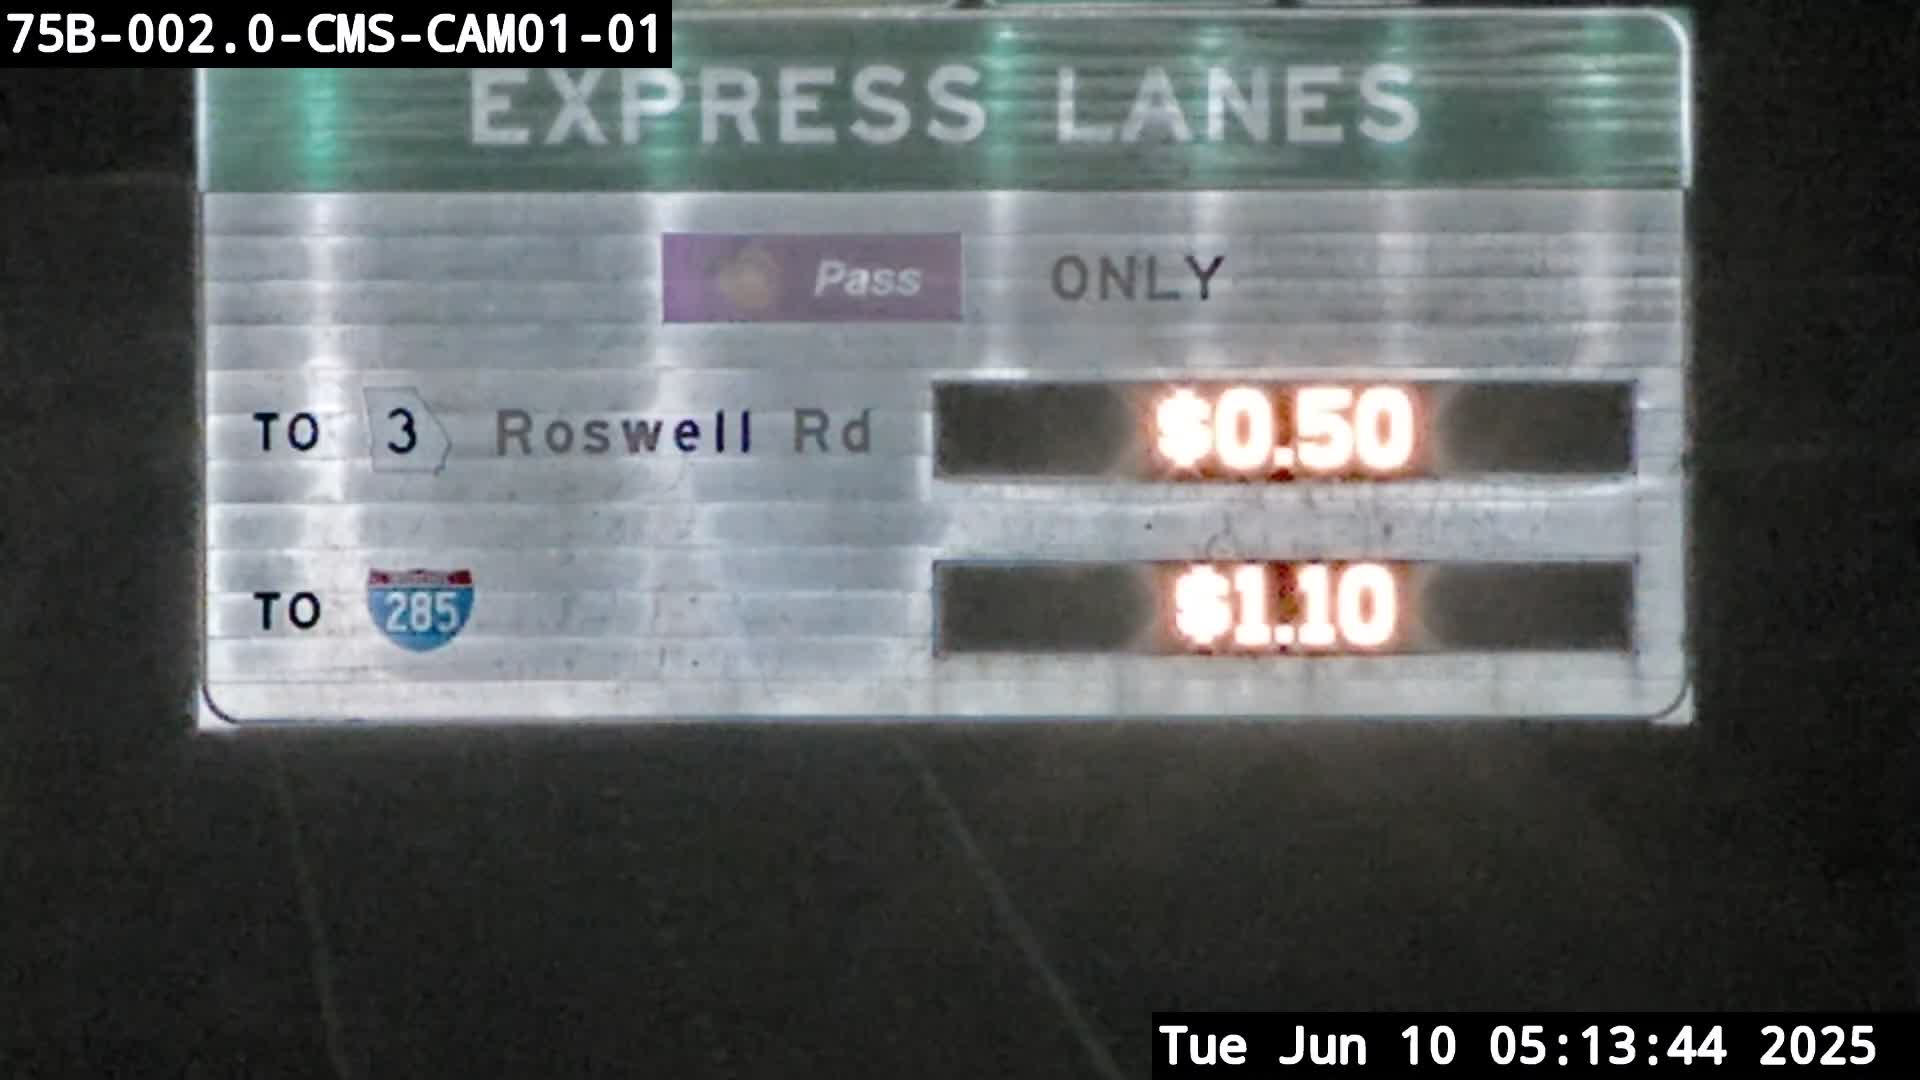 75B-002.0-CMS-CAM01-01
EXPRESS LANES
Pass ONLY
TO 3 Roswell Rd $0.50
TO 285 $1.10
Tue Jun 10 05:13:44 2025